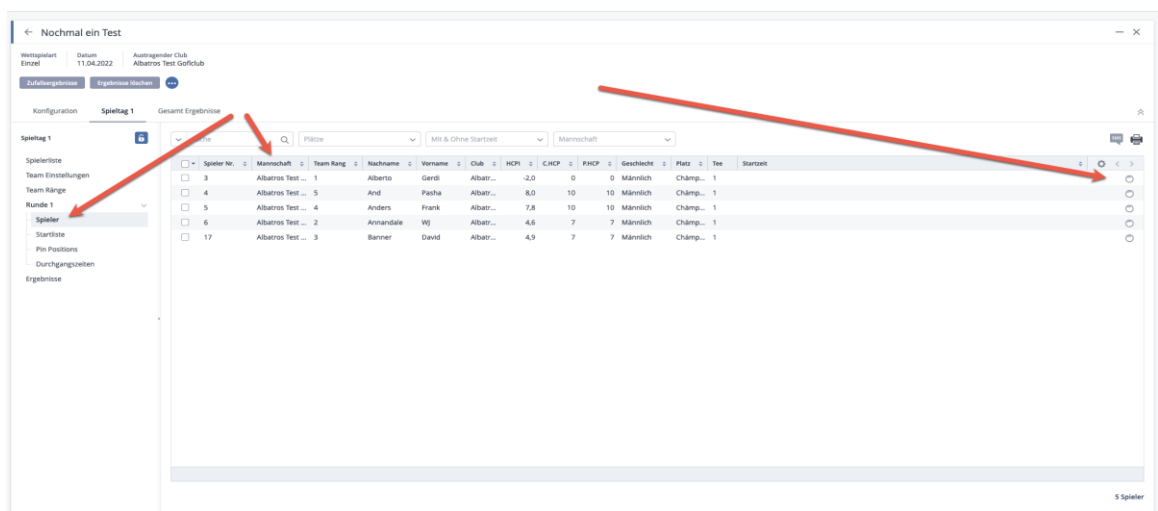 ← Nochmal ein Test
Wettspielart Datum Austragender Club
Einzel 11.04.2022 Albatros Test Goflclub
Zufallsergebnisse Ergebnisse löschen
Konfiguration Spieltag 1 Gesamt Ergebnisse
Spieltag 1
Plätze Mit & Ohne Startzeit Mannschaft
Spielerliste
Team Einstellungen
Team Ränge
Runde 1
Spieler
Startliste
Pin Positions
Durchgangszeiten
Ergebnisse
Spieler Nr. Mannschaft Team Rang Nachname Vorname Club HCPI C.HCP P.HCP Geschlecht Platz Tee Startzeit
3 Albatros Test ... 1 Alberto Gerdi Albatr... -2,0 0 0 Männlich Chämp... 1
4 Albatros Test ... 5 And Pasha Albatr... 8,0 10 10 Männlich Chämp... 1
5 Albatros Test ... 4 Anders Frank Albatr... 7,8 10 10 Männlich Chämp... 1
6 Albatros Test ... 2 Annandale WJ Albatr... 4,6 7 7 Männlich Chämp... 1
17 Albatros Test ... 3 Banner David Albatr... 4,9 7 7 Männlich Chämp... 1
5 Spieler